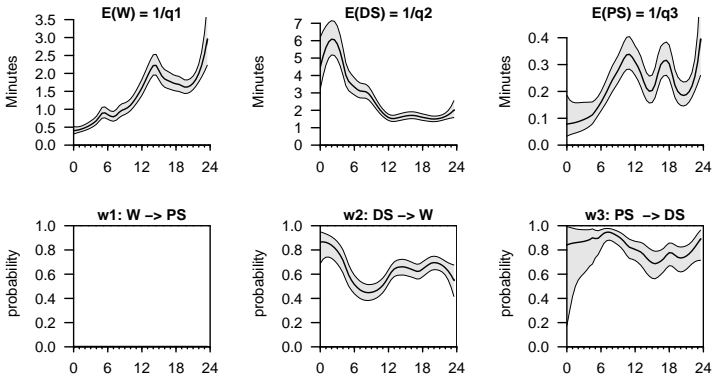 E(W) = 1/q1
E(DS) = 1/q2
E(PS) = 1/q3
Minutes
3.5
3.0
2.5
2.0
1.5
1.0
0.5
0.0
0 6 12 18 24
Minutes
7
6
5
4
3
2
1
0
0 6 12 18 24
Minutes
0.4
0.3
0.2
0.1
0.0
0 6 12 18 24
w1: W −> PS
w2: DS −> W
w3: PS −> DS
probability
1.0
0.8
0.6
0.4
0.2
0.0
0 6 12 18 24
probability
1.0
0.8
0.6
0.4
0.2
0.0
0 6 12 18 24
probability
1.0
0.8
0.6
0.4
0.2
0.0
0 6 12 18 24